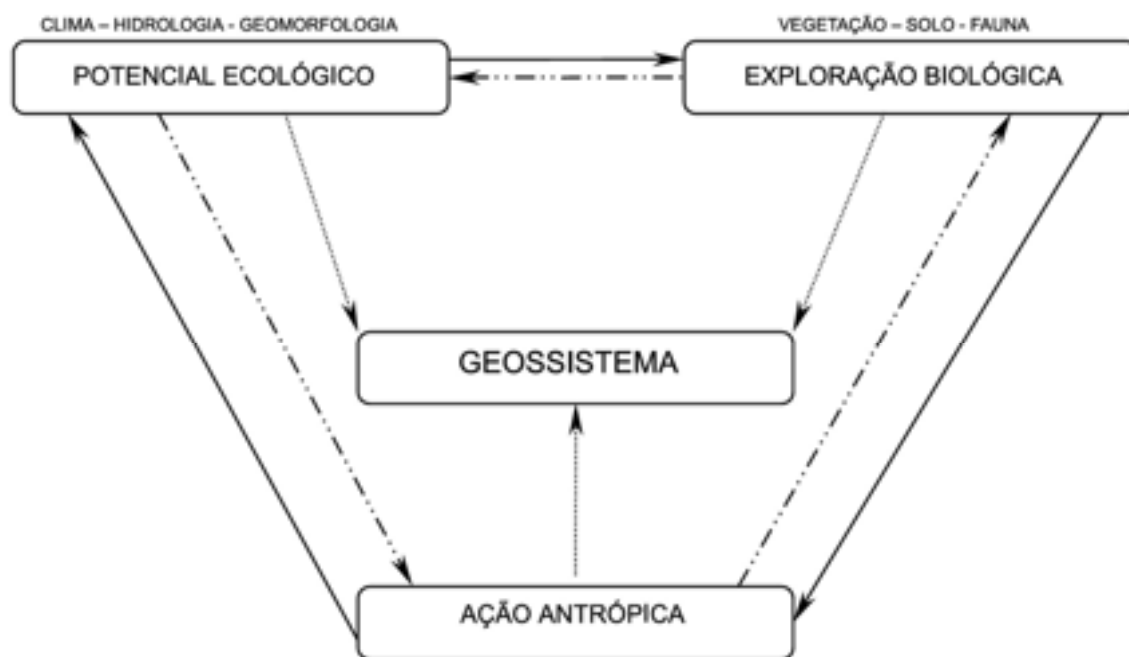 CLIMA – HIDROLOGIA - GEOMORFOLOGIA
VEGETAÇÃO – SOLO - FAUNA
POTENCIAL ECOLÓGICO
EXPLORAÇÃO BIOLÓGICA
GEOSSISTEMA
AÇÃO ANTRÓPICA